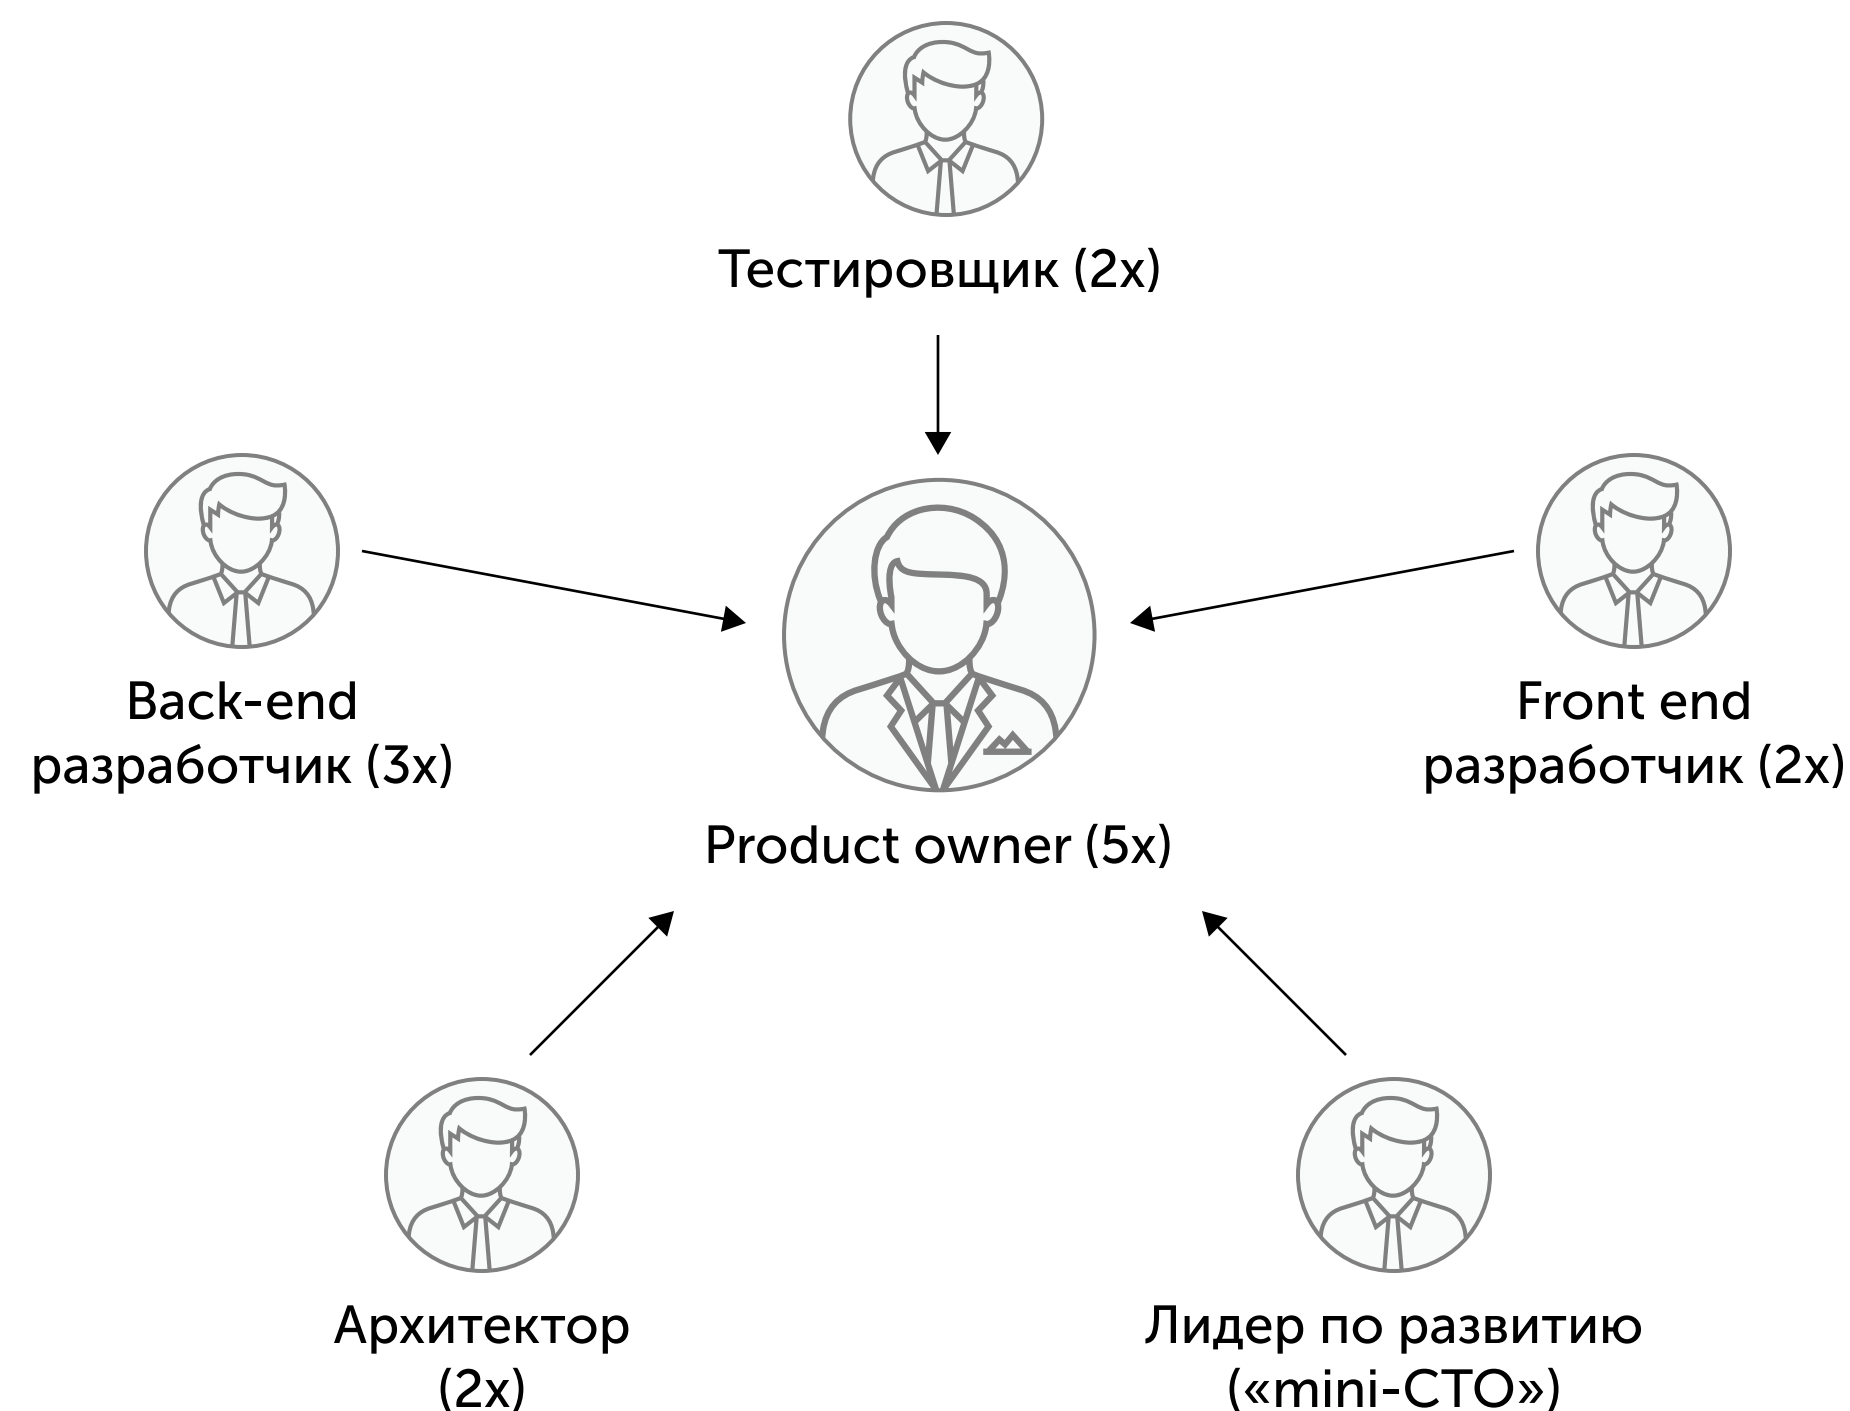 Тестировщик (2x)
Back-end
разработчик (3x)
Front end
разработчик (2x)
Product owner (5x)
Архитектор
(2x)
Лидер по развитию
(«mini-CTO»)